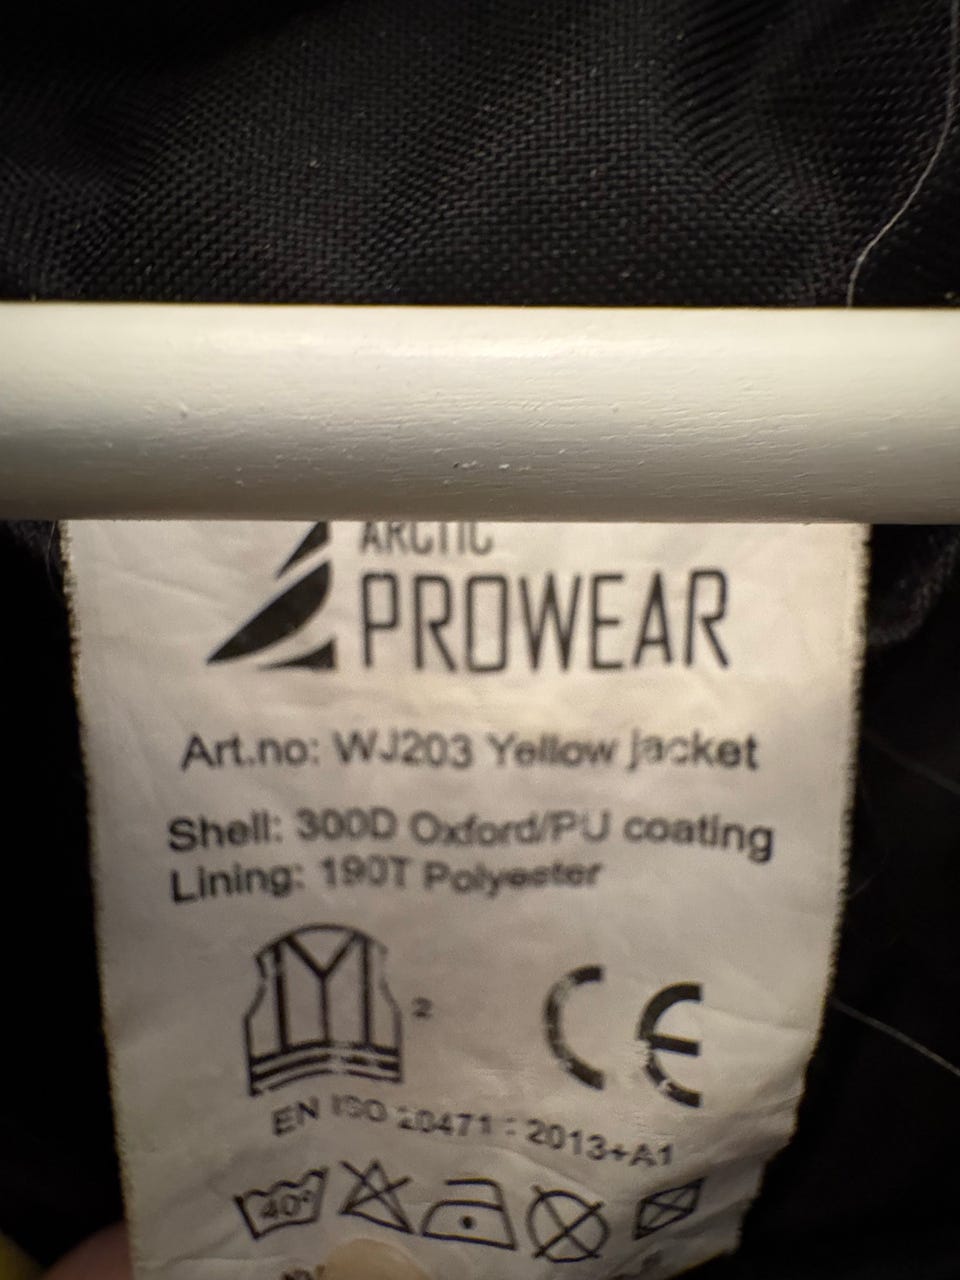 ARCTIC
PROWEAR
Art.no: WJ203 Yellow jacket
Shell: 300D Oxford/PU coating
Lining: 190T Polyester
2
CE
EN ISO 20471 : 2013+A1
40°